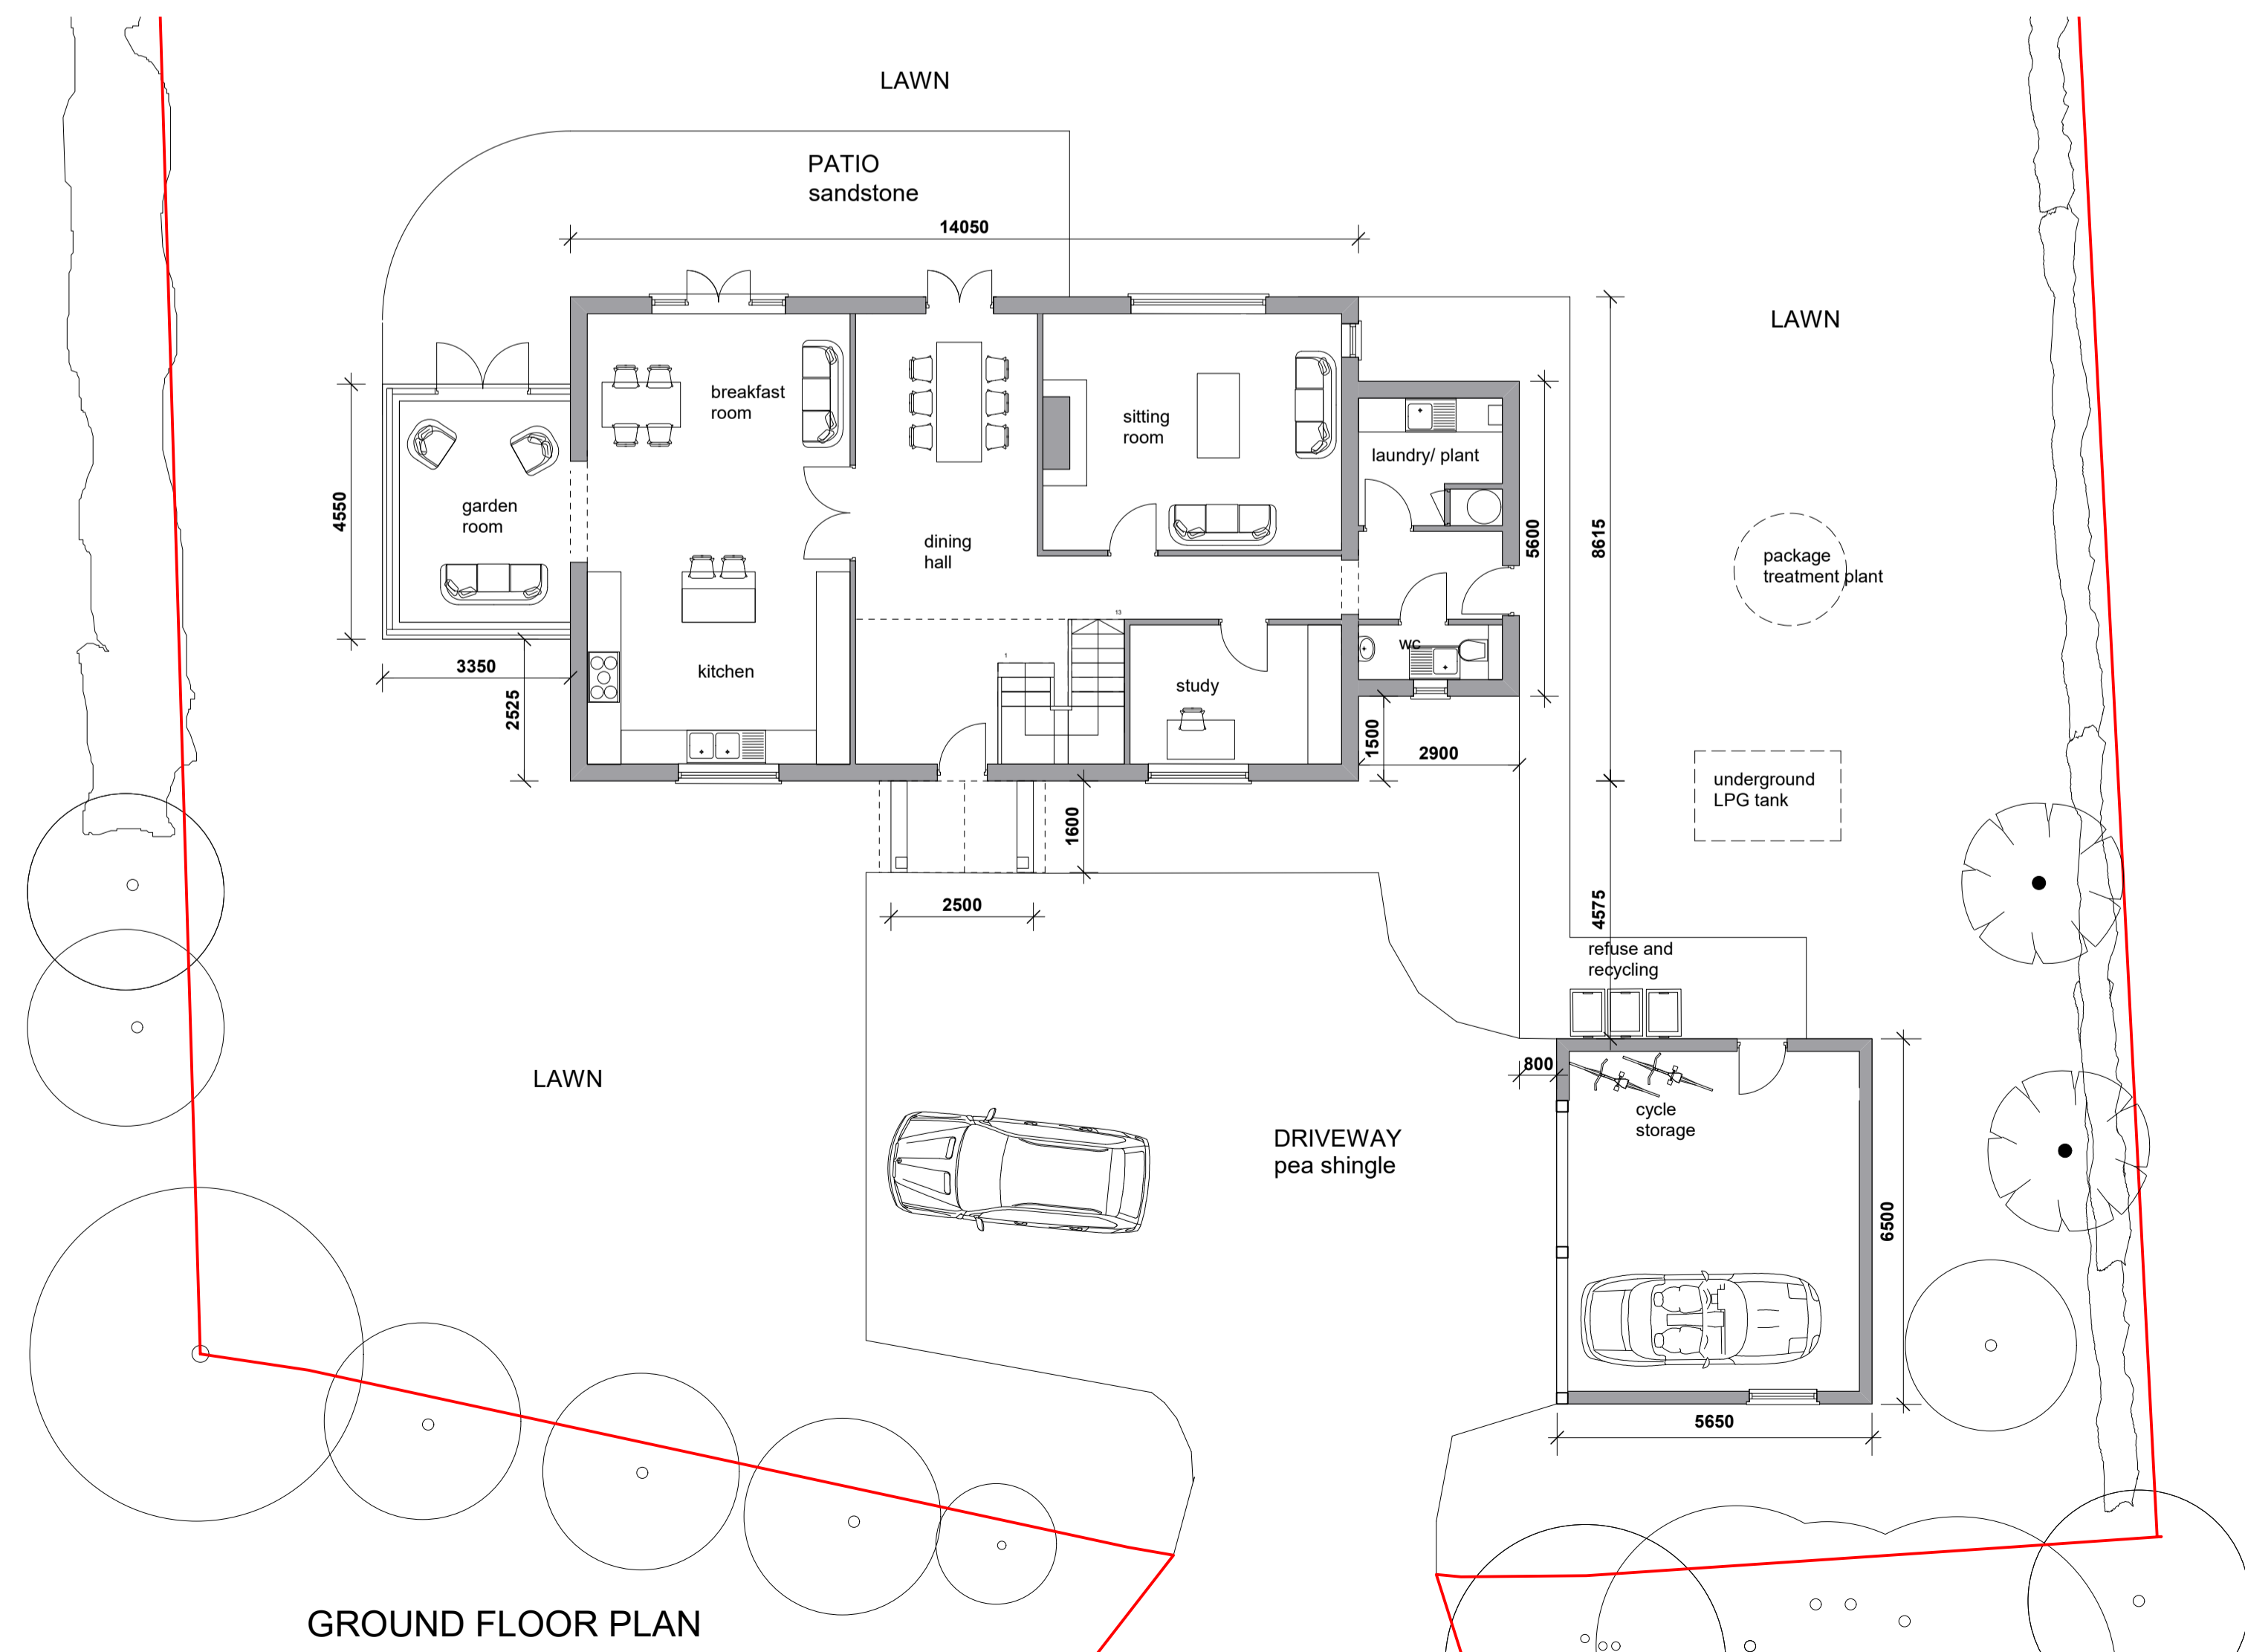 LAWN
PATIO
sandstone
14050
LAWN
breakfast
room
sitting
room
laundry/ plant
garden
room
4550
dining
hall
5600
8615
package
treatment plant
13
1
WC
3350
kitchen
study
2525
1500
2900
underground
LPG tank
1600
2500
4575
refuse and
recycling
800
LAWN
cycle
storage
DRIVEWAY
pea shingle
6500
5650
GROUND FLOOR PLAN